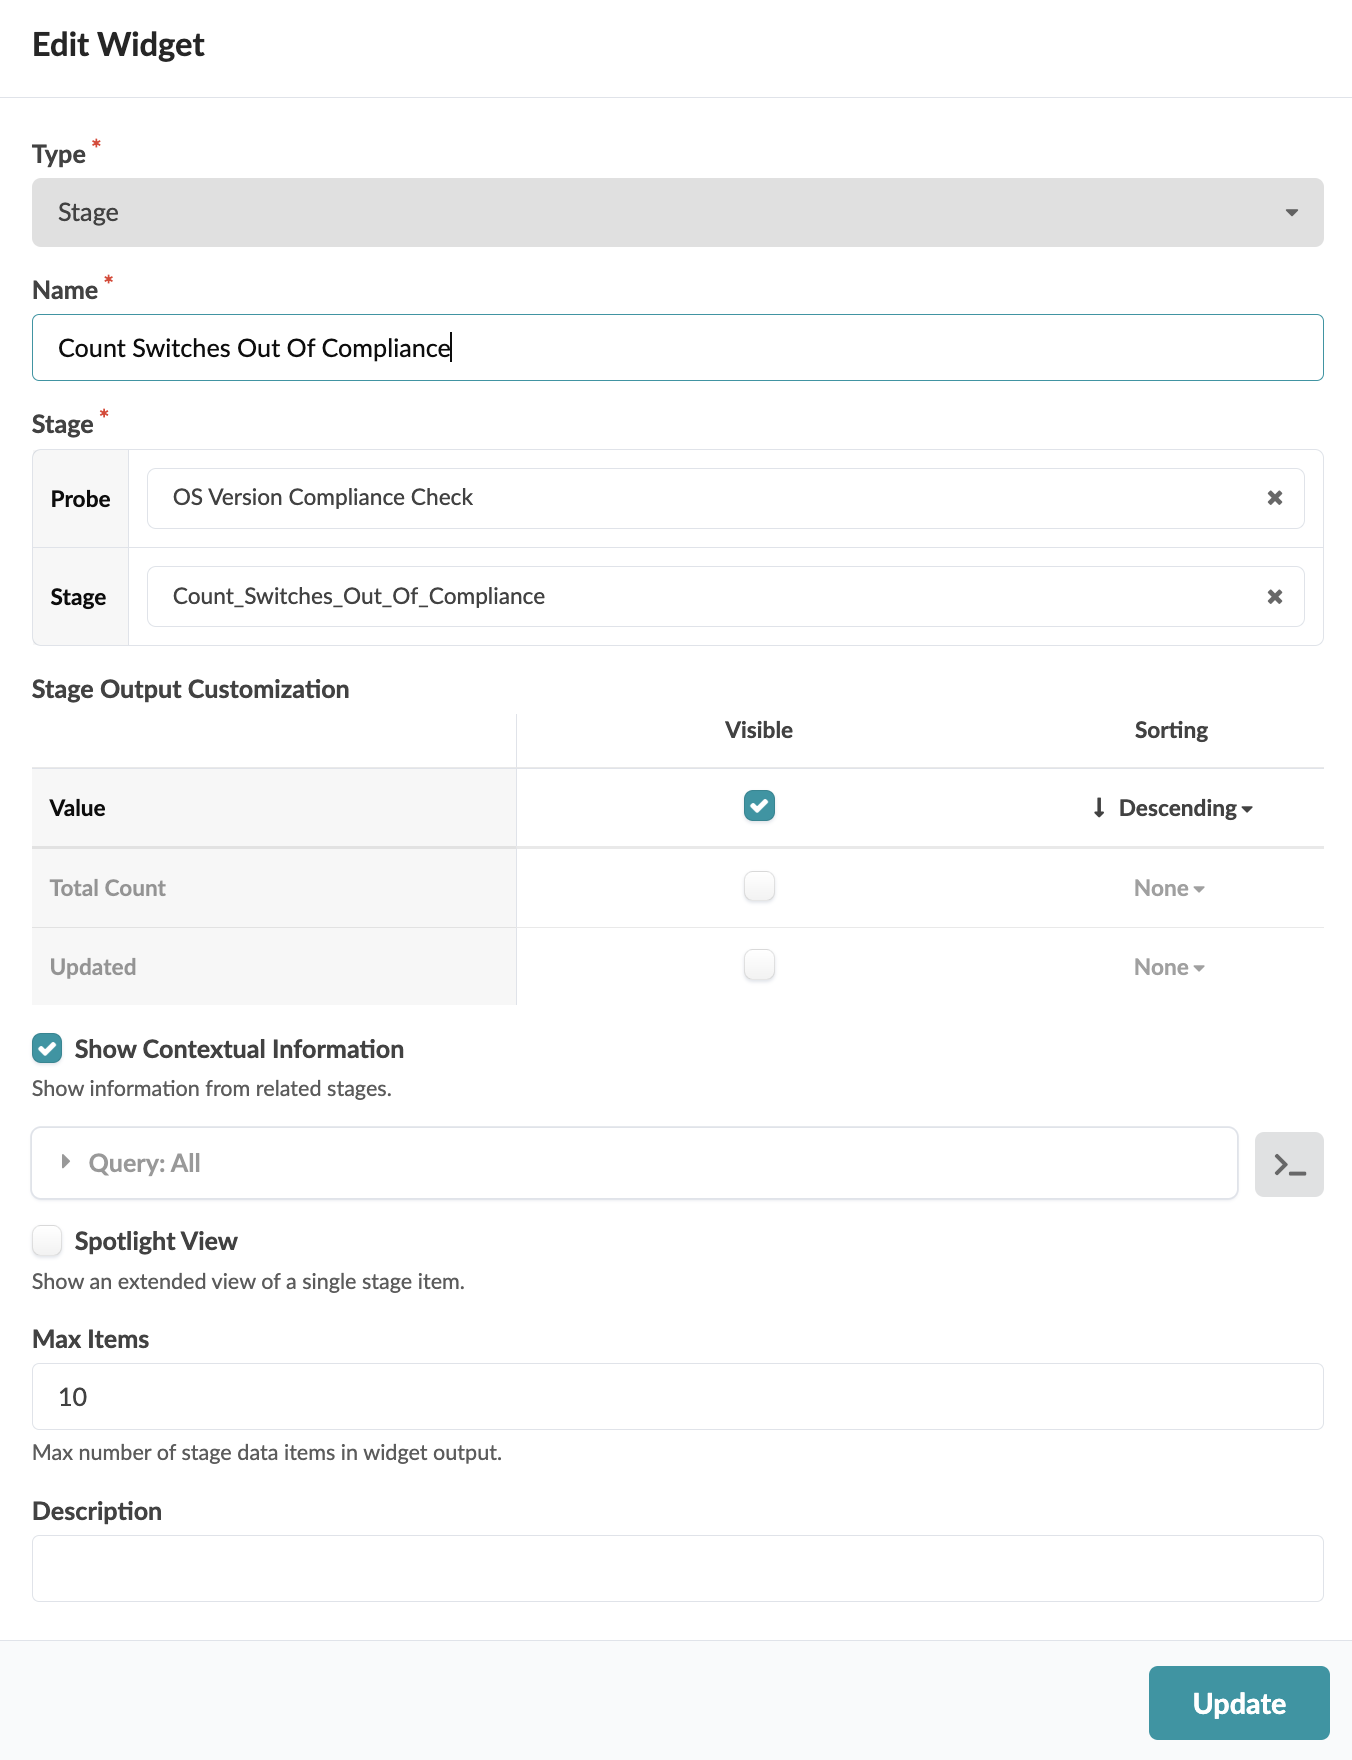 Edit Widget
Type *
Stage
Name *
Count Switches Out Of Compliance
Stage *
Probe OS Version Compliance Check
Stage Count_Switches_Out_Of_Compliance
Stage Output Customization
Visible Sorting
Value Descending
Total Count None
Updated None
Show Contextual Information
Show information from related stages.
Query: All
Spotlight View
Show an extended view of a single stage item.
Max Items
10
Max number of stage data items in widget output.
Description
Update